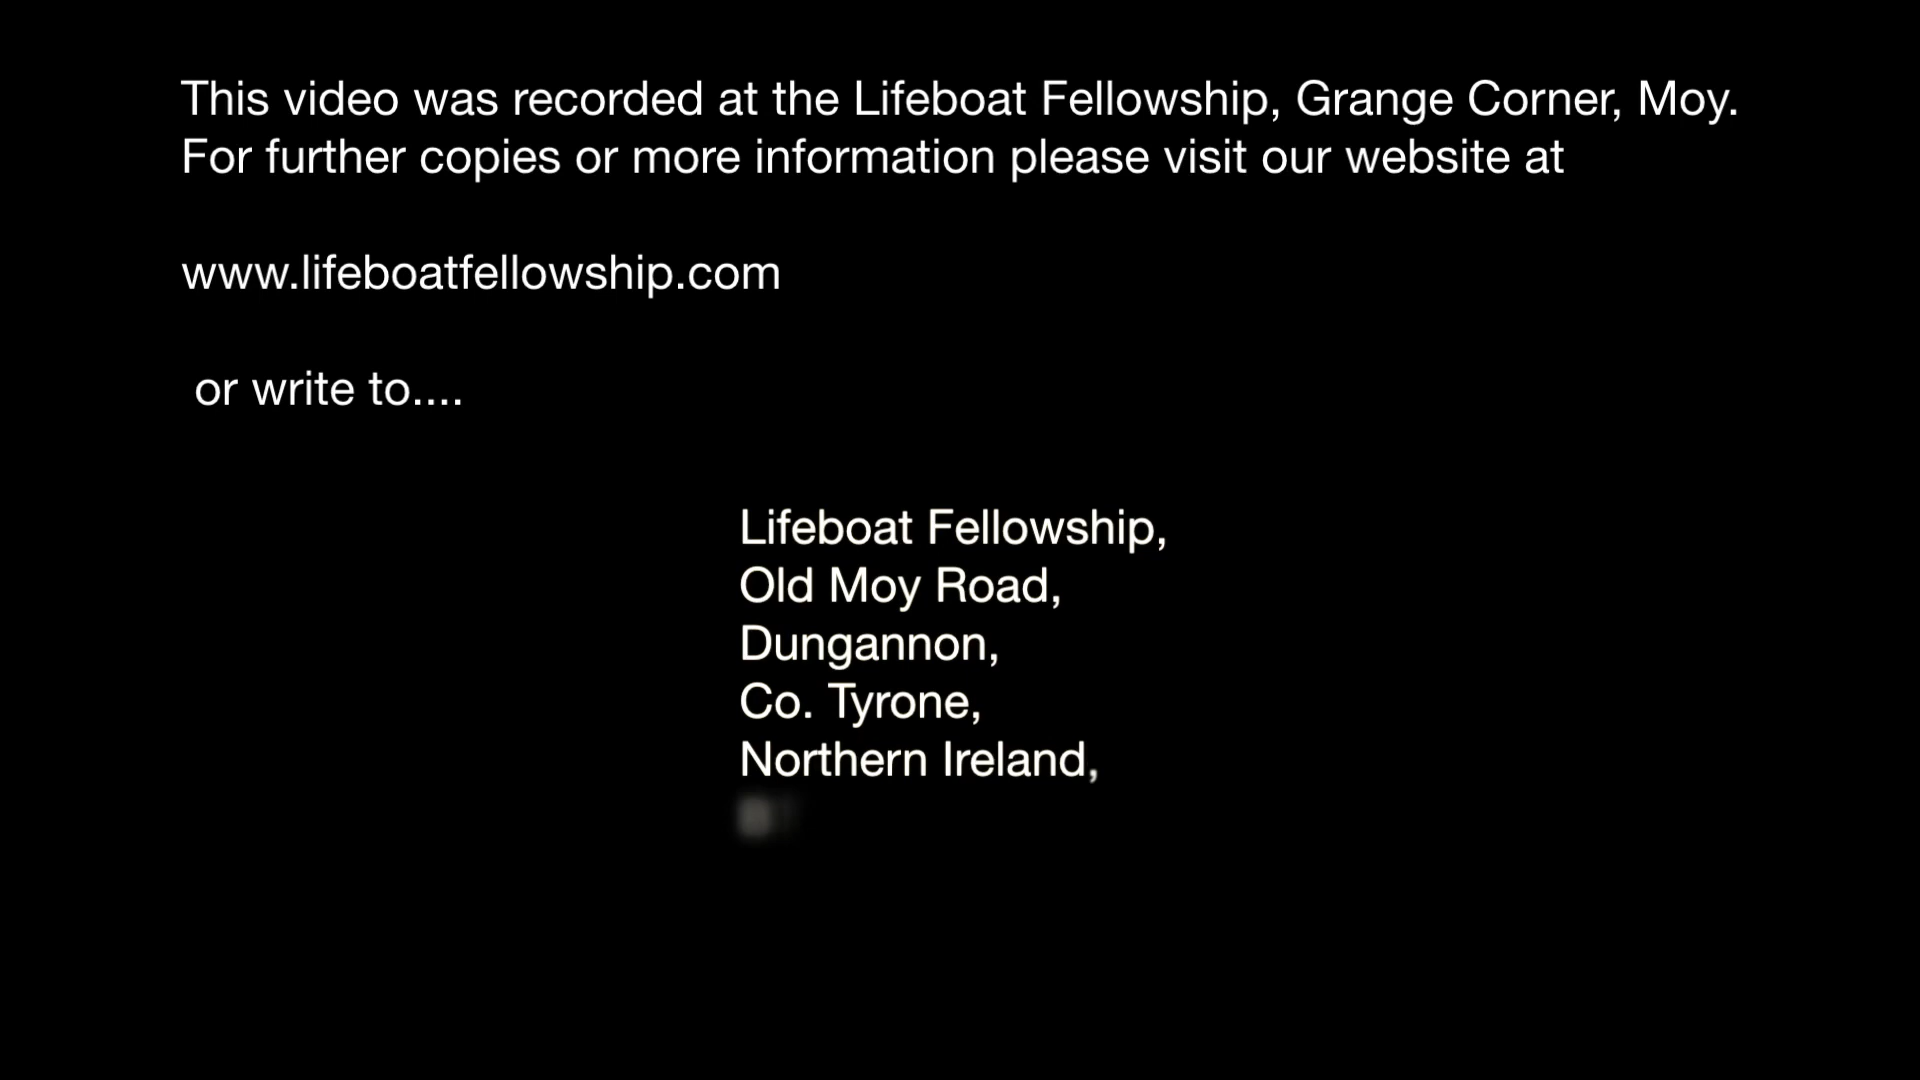 This video was recorded at the Lifeboat Fellowship, Grange Corner, Moy.
For further copies or more information please visit our website at
www.lifeboatfellowship.com
or write to....
Lifeboat Fellowship,
Old Moy Road,
Dungannon,
Co. Tyrone,
Northern Ireland,